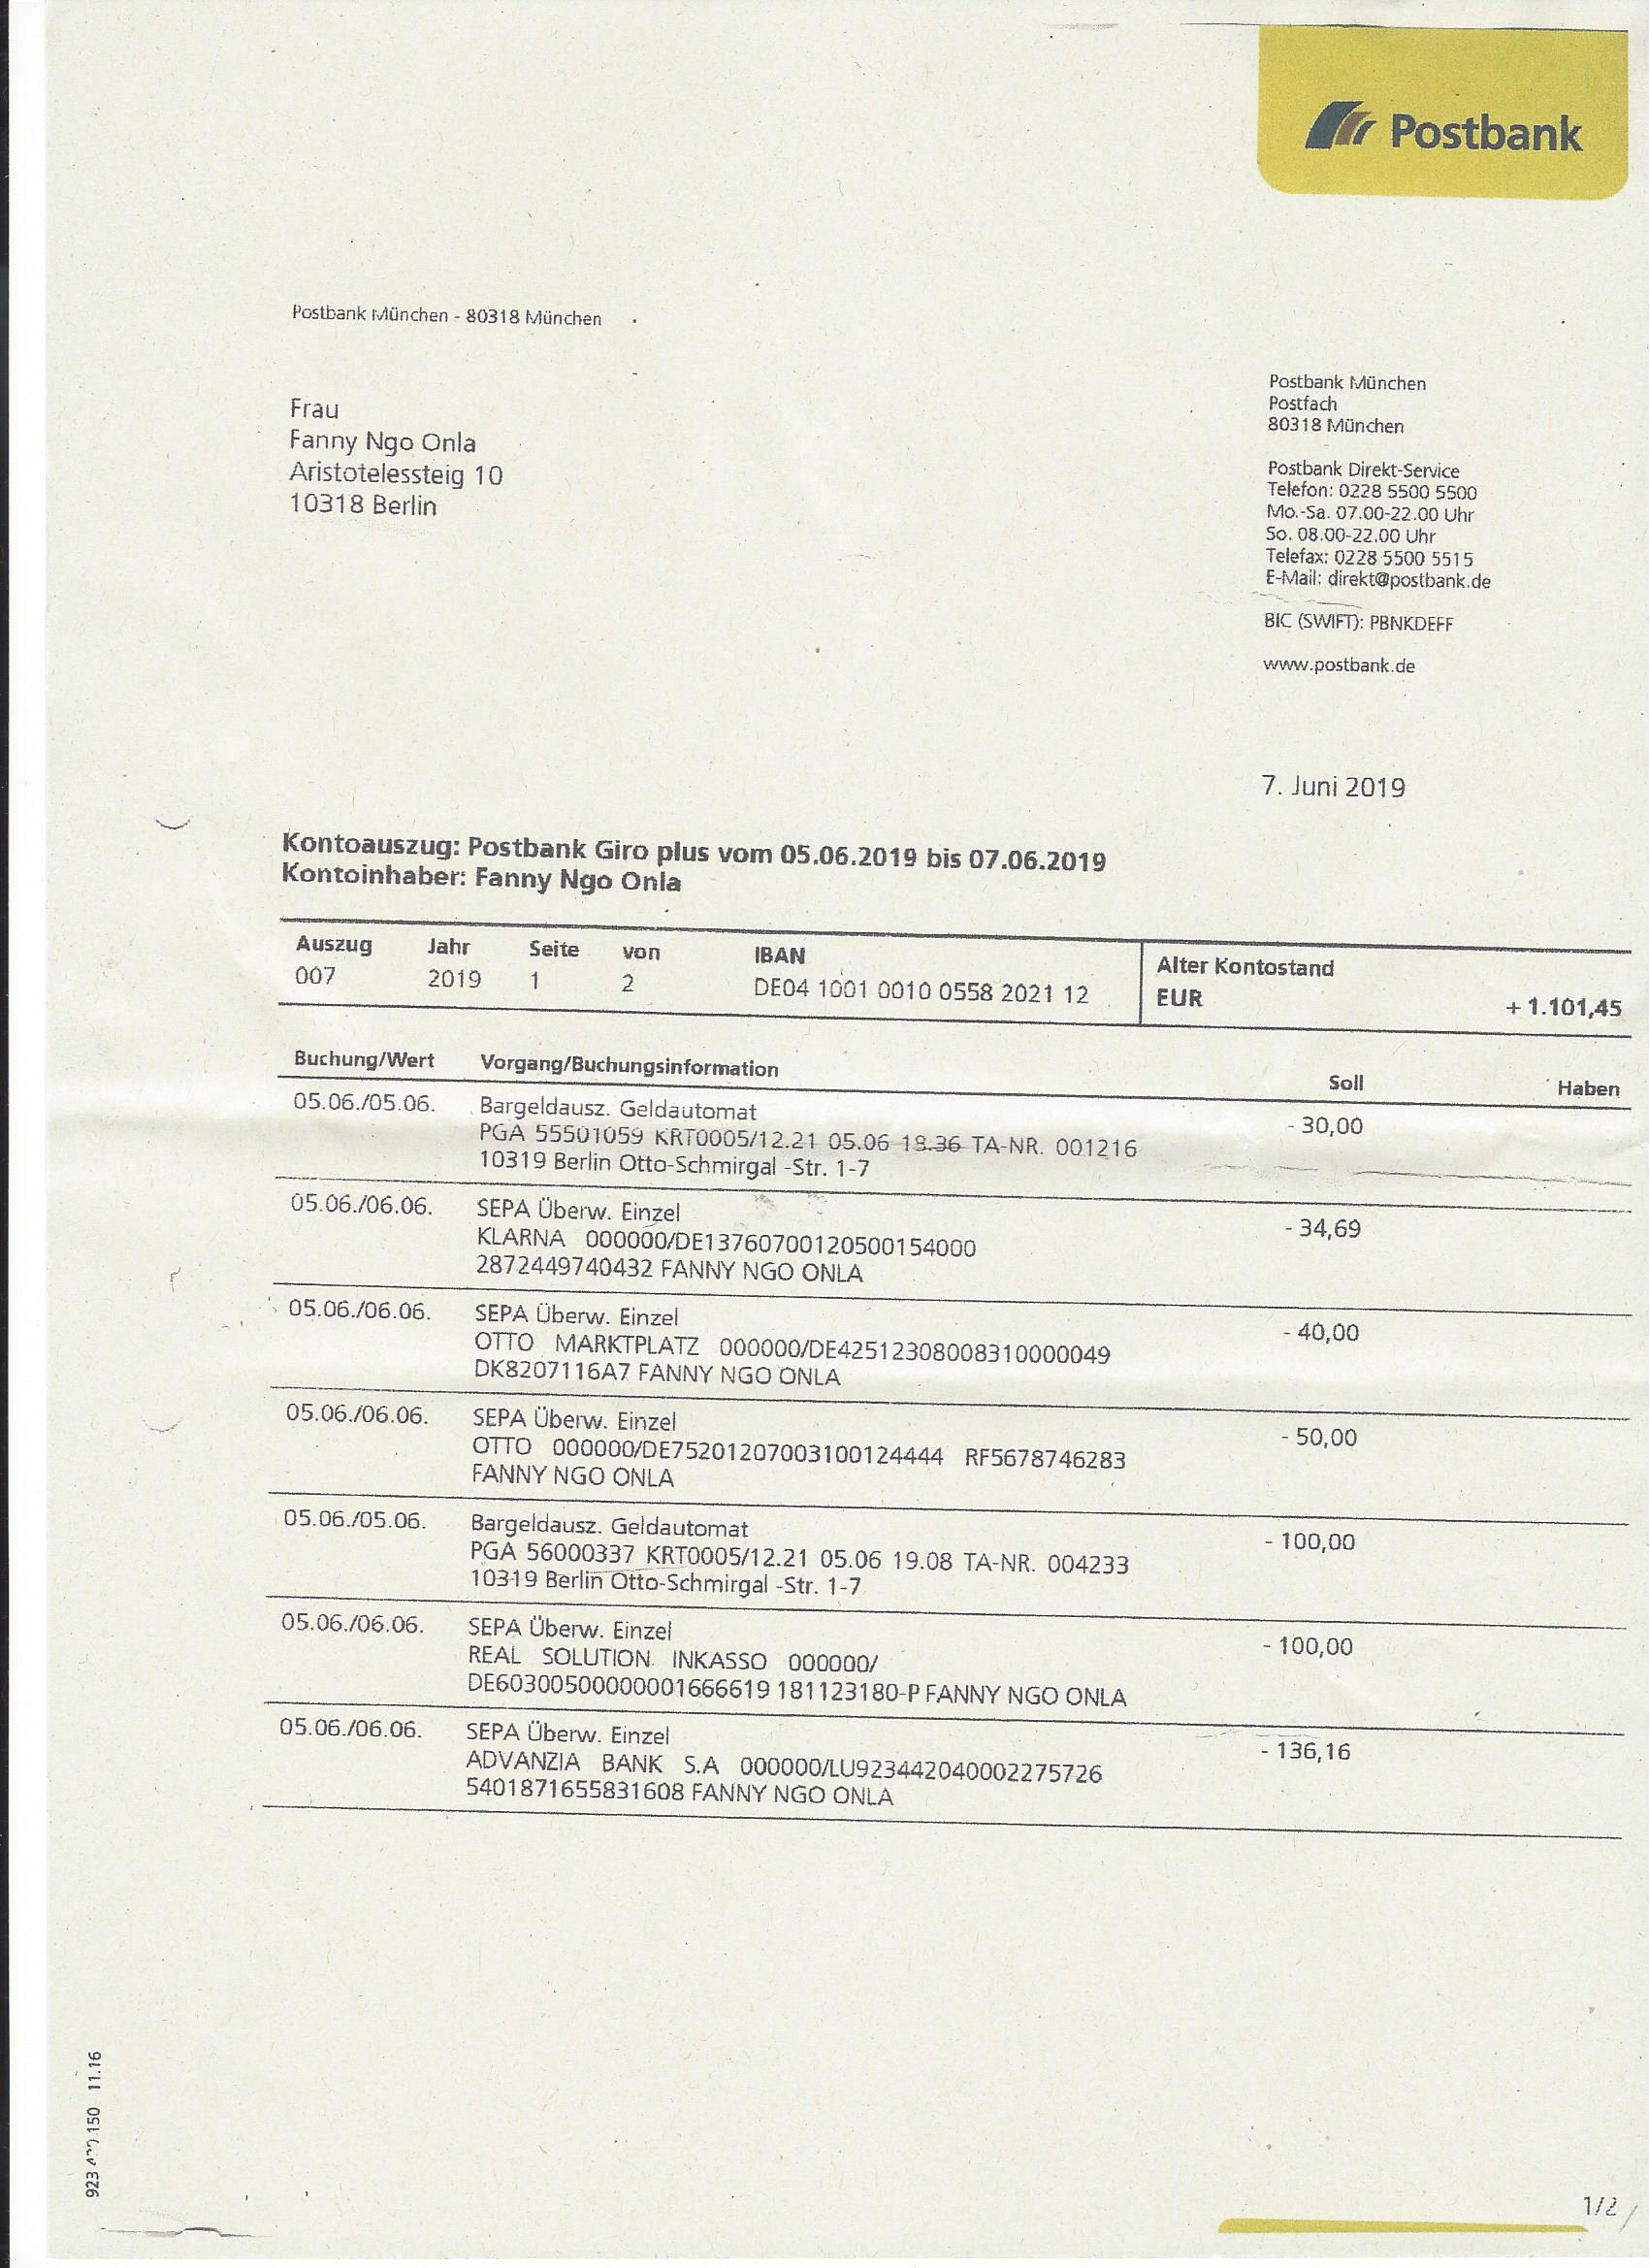 Postbank
Postbank München - 80318 München
Frau
Fanny Ngo Onla
Aristotelessteig 10
10318 Berlin
Postbank München
Postfach
80318 München
Postbank Direkt-Service
Telefon: 0228 5500 5500
Mo.-Sa. 07.00-22.00 Uhr
So. 08.00-22.00 Uhr
Telefax: 0228 5500 5515
E-Mail: direkt@postbank.de
BIC (SWIFT): PBNKDEFF
www.postbank.de
7. Juni 2019
Kontoauszug: Postbank Giro plus vom 05.06.2019 bis 07.06.2019
Kontoinhaber: Fanny Ngo Onla
Auszug Jahr Seite von IBAN Alter Kontostand
007 2019 1 2 DE04 1001 0010 0558 2021 12 EUR + 1.101,45
Buchung/Wert Vorgang/Buchungsinformation Soll Haben
05.06./05.06. Bargeldausz. Geldautomat - 30,00
PGA 55501059 KRT0005/12.21 05.06 18.36 TA-NR. 001216
10319 Berlin Otto-Schmirgal -Str. 1-7
05.06./06.06. SEPA Überw. Einzel - 34,69
KLARNA 000000/DE13760700120500154000
2872449740432 FANNY NGO ONLA
05.06./06.06. SEPA Überw. Einzel - 40,00
OTTO MARKTPLATZ 000000/DE42512308008310000049
DK8207116A7 FANNY NGO ONLA
05.06./06.06. SEPA Überw. Einzel - 50,00
OTTO 000000/DE75201207003100124444 RF5678746283
FANNY NGO ONLA
05.06./05.06. Bargeldausz. Geldautomat - 100,00
PGA 56000337 KRT0005/12.21 05.06 19.08 TA-NR. 004233
10319 Berlin Otto-Schmirgal -Str. 1-7
05.06./06.06. SEPA Überw. Einzel - 100,00
REAL SOLUTION INKASSO 000000/
DE60300500000001666619 181123180-P FANNY NGO ONLA
05.06./06.06. SEPA Überw. Einzel - 136,16
ADVANZIA BANK S.A 000000/LU923442040002275726
5401871655831608 FANNY NGO ONLA
923 150 11.16
1/2